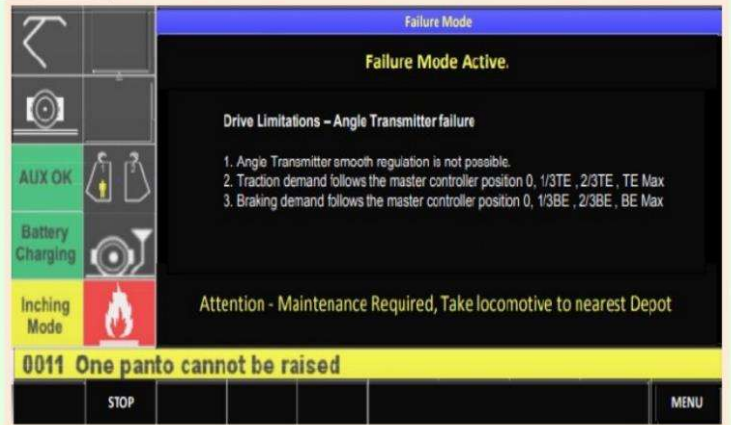 Failure Mode
Failure Mode Active.
Drive Limitations – Angle Transmitter failure
1. Angle Transmitter smooth regulation is not possible.
2. Traction demand follows the master controller position 0, 1/3TE , 2/3TE , TE Max
3. Braking demand follows the master controller position 0, 1/3BE , 2/3BE , BE Max
AUX OK
Battery
Charging
Inching
Mode
Attention - Maintenance Required, Take locomotive to nearest Depot
0011 One panto cannot be raised
STOP
MENU